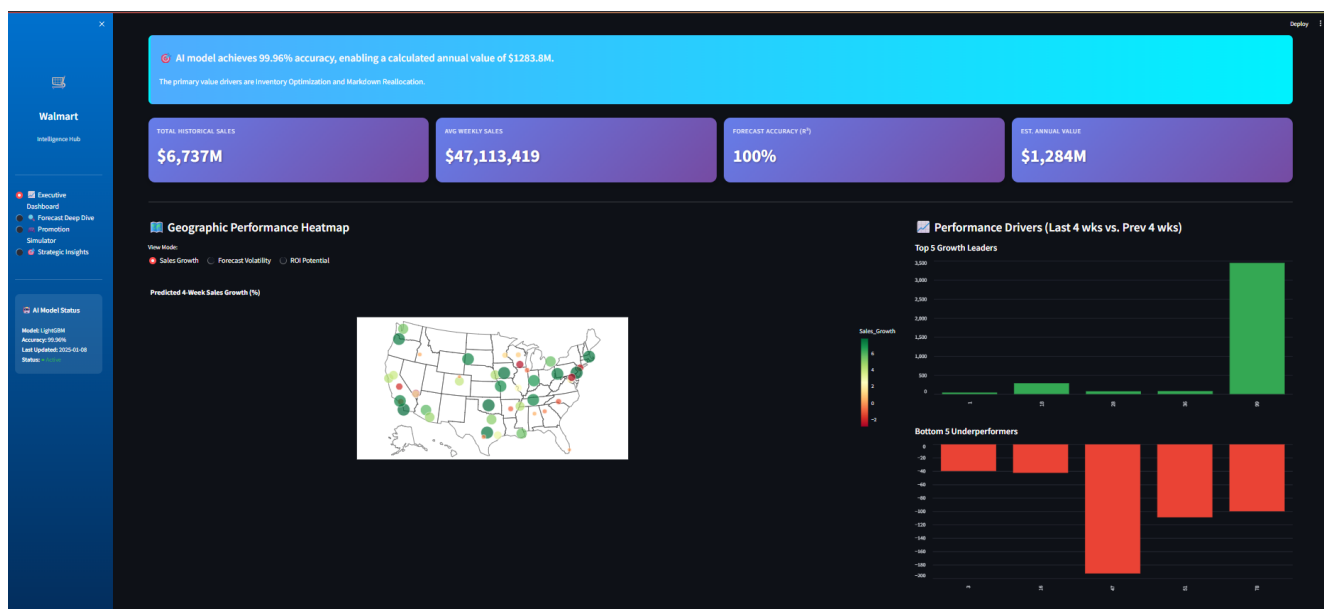 Deploy
Walmart
Intelligence Hub
Executive
Dashboard
Forecast Deep Dive
Promotion
Simulator
Strategic Insights
AI Model Status
Model: LightGBM
Accuracy: 99.96%
Last Updated: 2025-01-08
Status: Active
AI model achieves 99.96% accuracy, enabling a calculated annual value of $1283.8M.
The primary value drivers are Inventory Optimization and Markdown Reallocation.
TOTAL HISTORICAL SALES
$6,737M
AVG WEEKLY SALES
$47,113,419
FORECAST ACCURACY (R²)
100%
EST. ANNUAL VALUE
$1,284M
Geographic Performance Heatmap
View Mode:
Sales Growth
Forecast Volatility
ROI Potential
Predicted 4-Week Sales Growth (%)
Sales_Growth
6
4
2
0
−2
Performance Drivers (Last 4 wks vs. Prev 4 wks)
Top 5 Growth Leaders
3,500
2,000
1,500
1,000
500
0
Bottom 5 Underperformers
0
−20
−40
−60
−80
−100
−120
−140
−160
−180
−200